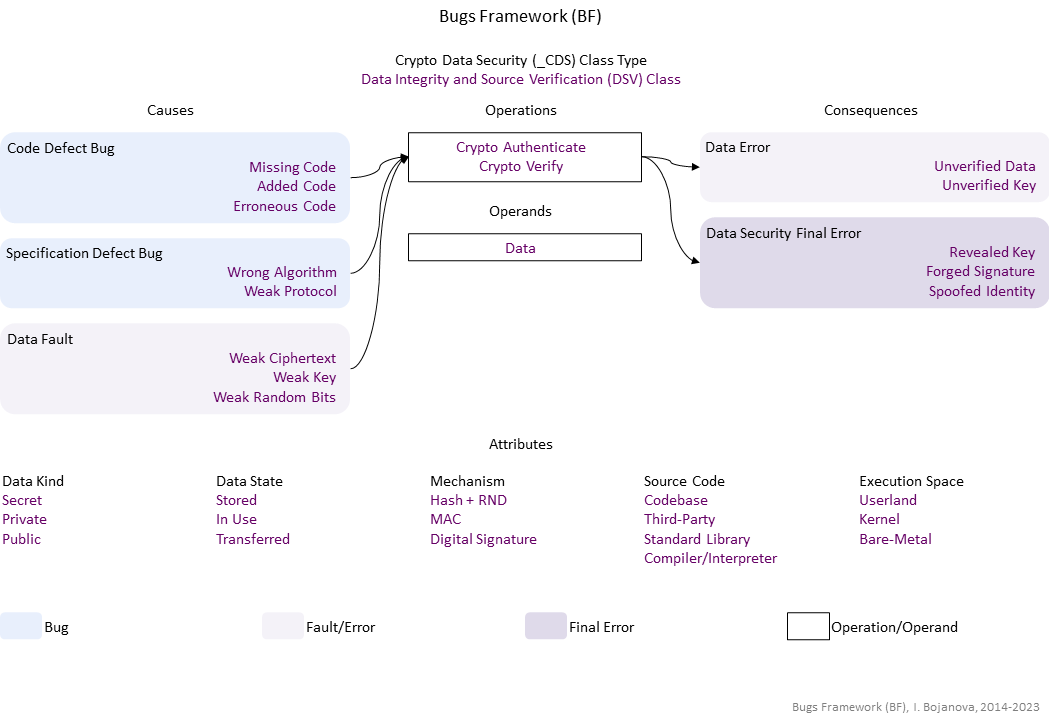 Bugs Framework (BF)
Crypto Data Security (_CDS) Class Type
Data Integrity and Source Verification (DSV) Class
Causes
Operations
Consequences
Code Defect Bug
Missing Code
Added Code
Erroneous Code
Specification Defect Bug
Wrong Algorithm
Weak Protocol
Data Fault
Weak Ciphertext
Weak Key
Weak Random Bits
Crypto Authenticate
Crypto Verify
Operands
Data
Data Error
Unverified Data
Unverified Key
Data Security Final Error
Revealed Key
Forged Signature
Spoofed Identity
Attributes
Data Kind
Secret
Private
Public
Data State
Stored
In Use
Transferred
Mechanism
Hash + RND
MAC
Digital Signature
Source Code
Codebase
Third-Party
Standard Library
Compiler/Interpreter
Execution Space
Userland
Kernel
Bare-Metal
Bug
Fault/Error
Final Error
Operation/Operand
Bugs Framework (BF), I. Bojanova, 2014-2023